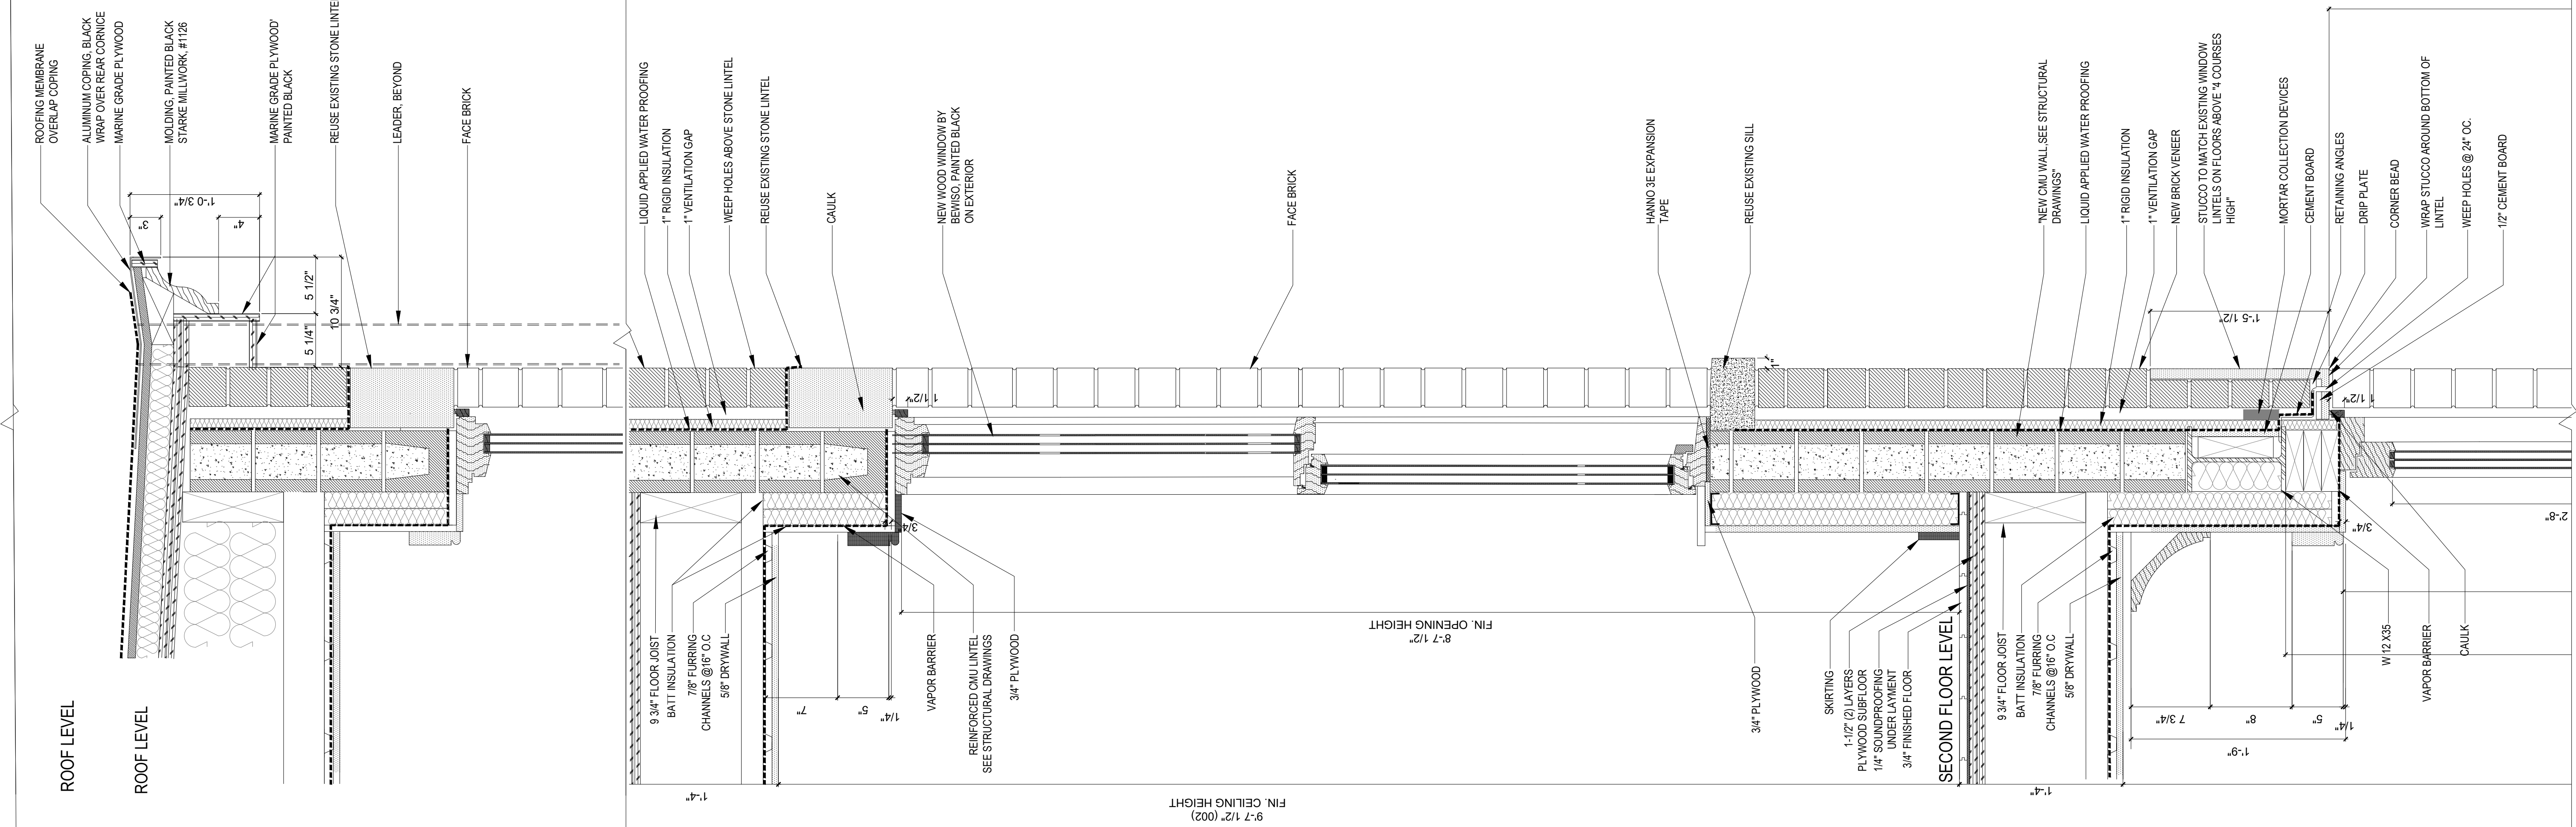 ROOF LEVEL
ROOF LEVEL
ROOFING MEMBRANE
OVERLAP COPING
ALUMINUM COPING, BLACK
WRAP OVER REAR CORNICE
MARINE GRADE PLYWOOD
MOLDING, PAINTED BLACK
STARKE MILLWORK, #1126
MARINE GRADE PLYWOOD'
PAINTED BLACK
REUSE EXISTING STONE LINTE
LEADER, BEYOND
FACE BRICK
3"
4"
1'-0 3/4"
5 1/2"
5 1/4"
10 3/4"
LIQUID APPLIED WATER PROOFING
1" RIGID INSULATION
1" VENTILATION GAP
WEEP HOLES ABOVE STONE LINTEL
REUSE EXISTING STONE LINTEL
CAULK
NEW WOOD WINDOW BY
BEWISO, PAINTED BLACK
ON EXTERIOR
FACE BRICK
HANNO 3E EXPANSION
TAPE
REUSE EXISTING SILL
1 1/2"
1"
"NEW CMU WALL,SEE STRUCTURAL
DRAWINGS"
LIQUID APPLIED WATER PROOFING
1" RIGID INSULATION
1" VENTILATION GAP
NEW BRICK VENEER
STUCCO TO MATCH EXISTING WINDOW
LINTELS ON FLOORS ABOVE "4 COURSES
HIGH"
MORTAR COLLECTION DEVICES
CEMENT BOARD
RETAINING ANGLES
DRIP PLATE
CORNER BEAD
WRAP STUCCO AROUND BOTTOM OF
LINTEL
WEEP HOLES @ 24" OC.
1/2" CEMENT BOARD
1'-5 1/2"
1 1/2"
9 3/4" FLOOR JOIST
BATT INSULATION
7/8" FURRING
CHANNELS @16" O.C
5/8" DRYWALL
VAPOR BARRIER
REINFORCED CMU LINTEL
SEE STRUCTURAL DRAWINGS
3/4" PLYWOOD
3/4"
7"
5"
1/4"
1'-4"
8'-7 1/2"
FIN. OPENING HEIGHT
9'-7 1/2" (002)
FIN. CEILING HEIGHT
3/4" PLYWOOD
SKIRTING
1-1/2" (2) LAYERS
PLYWOOD SUBFLOOR
1/4" SOUNDPROOFING
UNDER LAYMENT
3/4" FINISHED FLOOR
SECOND FLOOR LEVEL
9 3/4" FLOOR JOIST
BATT INSULATION
7/8" FURRING
CHANNELS @16" O.C
5/8" DRYWALL
1'-4"
7 3/4"
8"
5"
1/4"
1'-9"
3/4"
W 12 X35
VAPOR BARRIER
CAULK
2'-8"